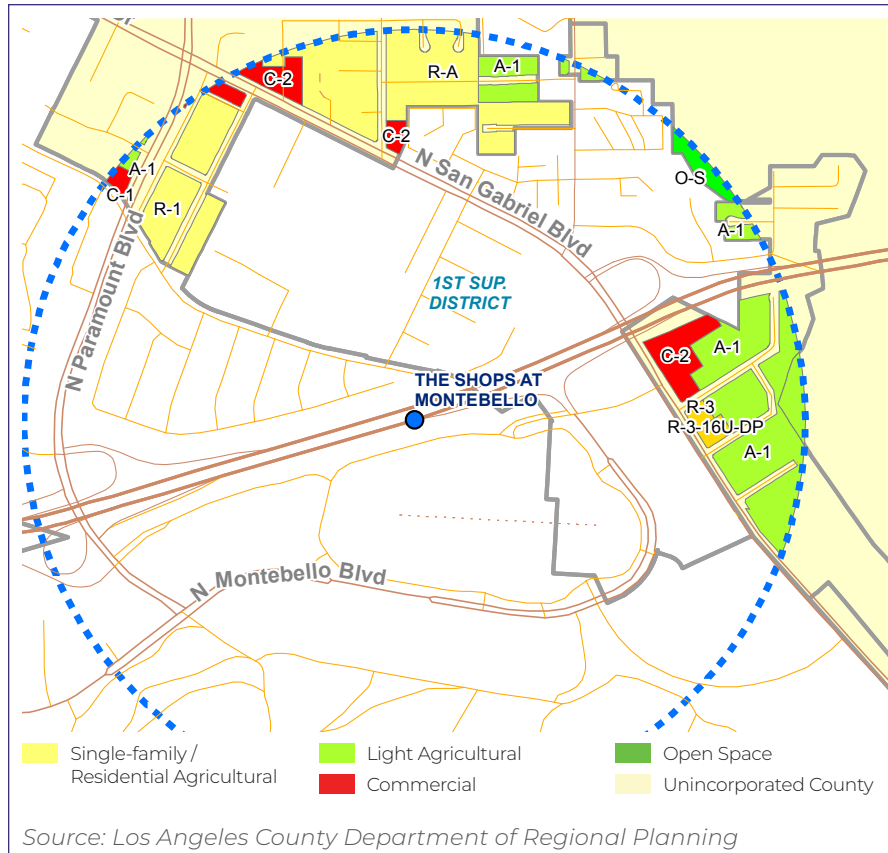 C-2
R-A
A-1
C-2
A-1
C-1
R-1
N Paramount Blvd
N San Gabriel Blvd
O-S
A-1
1ST SUP.
DISTRICT
THE SHOPS AT
MONTEBELLO
C-2
A-1
R-3
R-3-16U-DP
A-1
N Montebello Blvd
Single-family /
Residential Agricultural
Light Agricultural
Commercial
Open Space
Unincorporated County
Source: Los Angeles County Department of Regional Planning